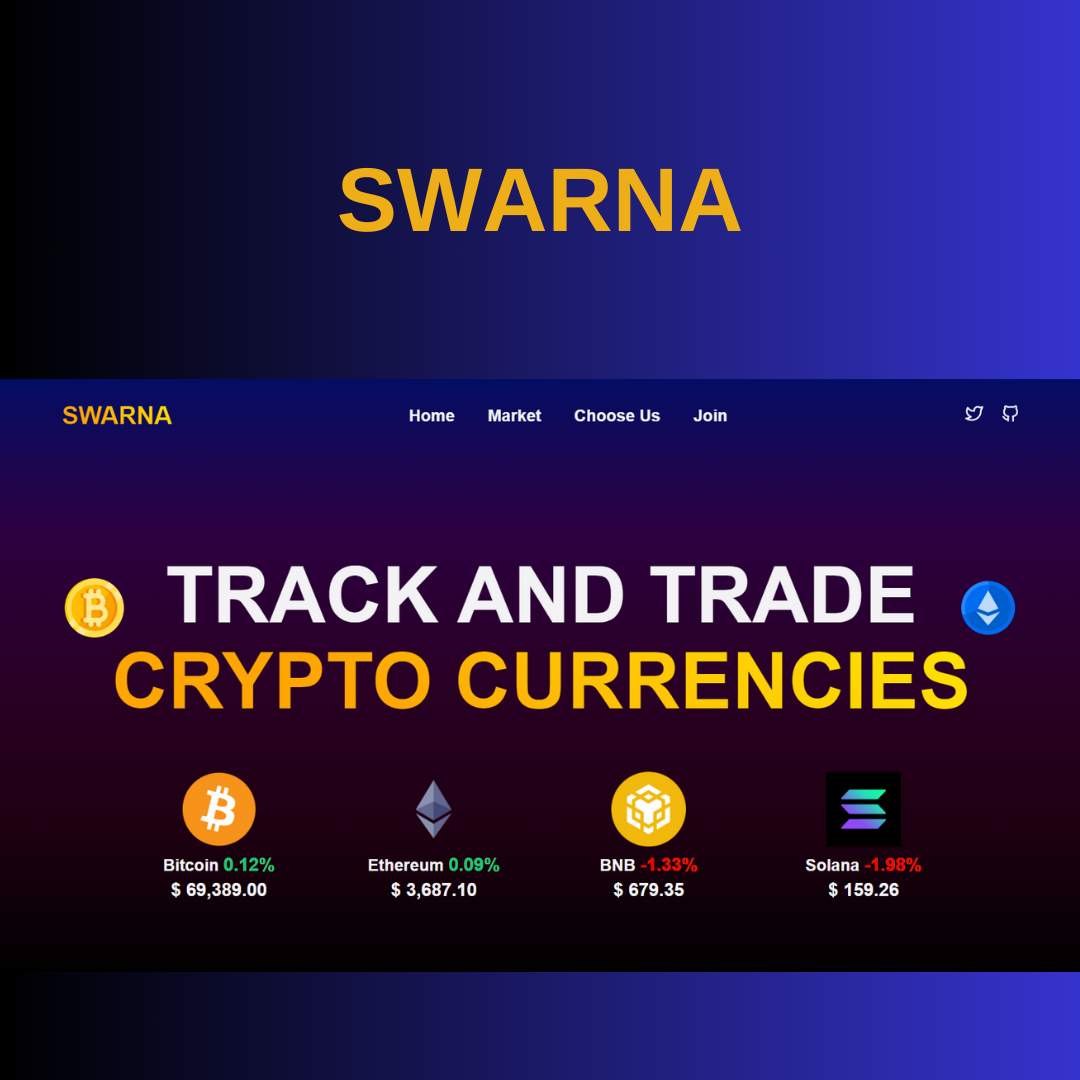 SWARNA
SWARNA Home Market Choose Us Join
TRACK AND TRADE
CRYPTO CURRENCIES
Bitcoin 0.12% Ethereum 0.09% BNB -1.33% Solana -1.98%
$ 69,389.00 $ 3,687.10 $ 679.35 $ 159.26